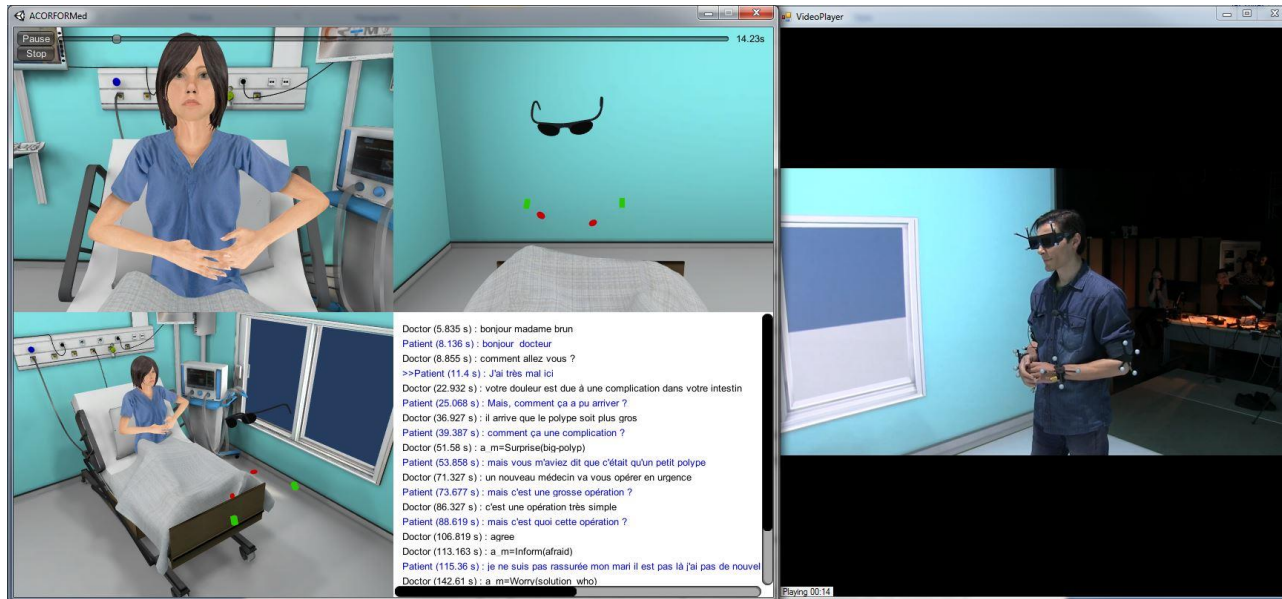 ACORFORMed
Pause
Stop
14.23s
Doctor (5.835 s) : bonjour madame brun
Patient (8.136 s) : bonjour docteur
Doctor (8.855 s) : comment allez vous ?
>>Patient (11.4 s) : J'ai très mal ici
Doctor (22.932 s) : votre douleur est due à une complication dans votre intestin
Patient (25.068 s) : Mais, comment ça a pu arriver ?
Doctor (36.927 s) : il arrive que le polype soit plus gros
Patient (39.387 s) : comment ça une complication ?
Doctor (51.58 s) : a_m=Surprise(big-polyp)
Patient (53.858 s) : mais vous m'aviez dit que c'était qu'un petit polype
Doctor (71.327 s) : un nouveau médecin va vous opérer en urgence
Patient (73.677 s) : mais c'est une grosse opération ?
Doctor (86.327 s) : c'est une opération très simple
Patient (88.619 s) : mais c'est quoi cette opération ?
Doctor (106.819 s) : agree
Doctor (113.163 s) : a_m=Inform(afraid)
Patient (115.36 s) : je ne suis pas rassurée mon mari il est pas là j'ai pas de nouvel
Doctor (142.61 s) : a_m=Worry(solution_who)
VideoPlayer
Playing 00:14